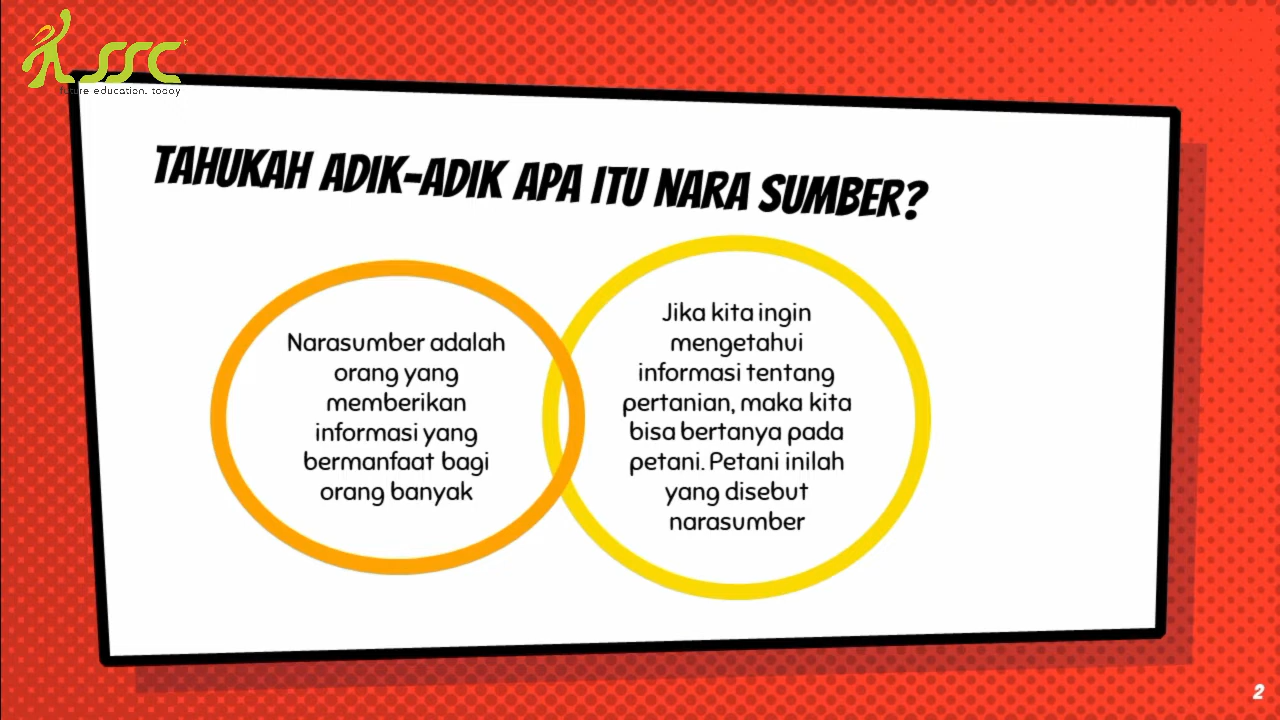 SSC
future education. today
TAHUKAH ADIK-ADIK APA ITU NARA SUMBER?
Narasumber adalah
orang yang
memberikan
informasi yang
bermanfaat bagi
orang banyak
Jika kita ingin
mengetahui
informasi tentang
pertanian, maka kita
bisa bertanya pada
petani. Petani inilah
yang disebut
narasumber
2